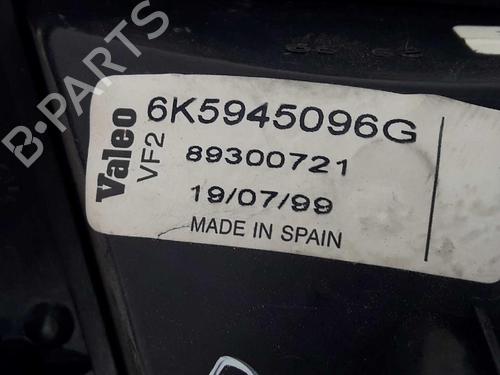 Valeo
VF2
6K5945096G
89300721
19/07/99
MADE IN SPAIN
B-Parts